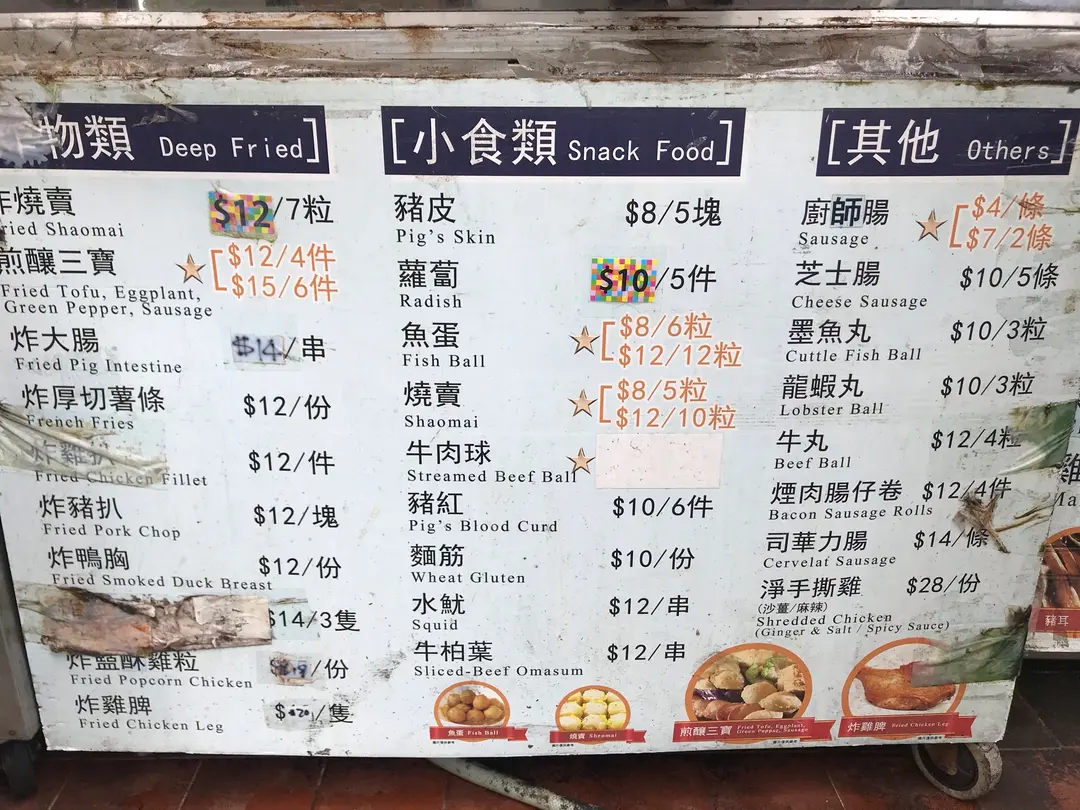 物類 Deep Fried]
燒賣 $12/7粒
Fried Shaomai
煎釀三寶 $12/4件
$15/6件
Fried Tofu, Eggplant,
Green Pepper, Sausage
炸大腸 $14/串
Fried Pig Intestine
炸厚切薯條 $12/份
French Fries
炸雞扒 $12/件
Fried Chicken Fillet
炸豬扒 $12/塊
Fried Pork Chop
炸鴨胸 $12/份
Fried Smoked Duck Breast
$14/3隻
炸鹽酥雞粒 /份
Fried Popcorn Chicken
炸雞脾 $20/隻
Fried Chicken Leg
[小食類 Snack Food]
豬皮 $8/5塊
Pig's Skin
蘿蔔 $10/5件
Radish
魚蛋 $8/6粒
$12/12粒
Fish Ball
燒賣 $8/5粒
$12/10粒
Shaomai
牛肉球
Streamed Beef Ball
豬紅 $10/6件
Pig's Blood Curd
麵筋 $10/份
Wheat Gluten
水魷 $12/串
Squid
牛柏葉 $12/串
Sliced-Beef Omasum
魚蛋 Fish Ball
燒賣 Shaomai
[其他 Others]
廚師腸 $4/條
$7/2條
Sausage
芝士腸 $10/5條
Cheese Sausage
墨魚丸 $10/3粒
Cuttle Fish Ball
龍蝦丸 $10/3粒
Lobster Ball
牛丸 $12/4粒
Beef Ball
煙肉腸仔卷 $12/4件
Bacon Sausage Rolls
司華力腸 $14/條
Cervelat Sausage
淨手撕雞 $28/份
(沙薑/麻辣)
Shredded Chicken
(Ginger & Salt / Spicy Sauce)
煎釀三寶 Fried Tofu, Eggplant,
Green Pepper, Sausage
炸雞脾 Fried Chicken Leg
豬耳